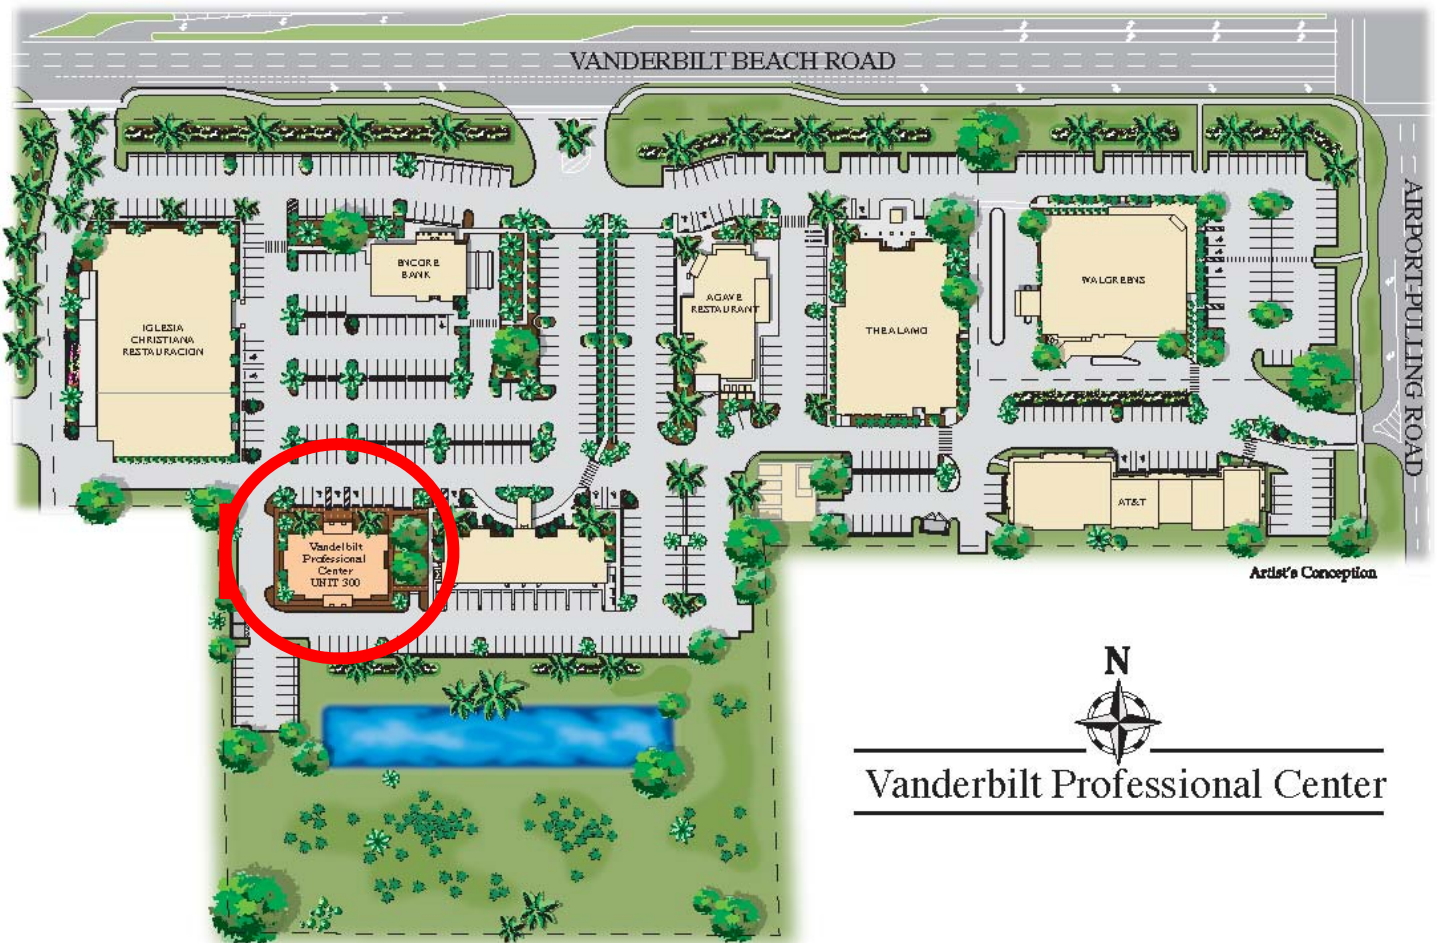 VANDERBILT BEACH ROAD
AIRPORT-PULLING ROAD
ENCORE
BANK
WALGREENS
AGAVE
RESTAURANT
IGLESIA
CHRISTIANA
RESTAURACION
THE ALAMO
AT&T
Vandelbilt
Professional
Center
UNIT 300
Artist's Conception
N
Vanderbilt Professional Center